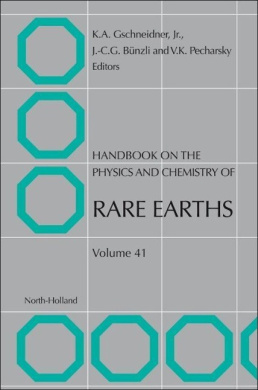 K.A. Gschneidner, Jr.,
J.-C.G. Bünzli and V.K. Pecharsky
Editors
HANDBOOK ON THE
PHYSICS AND CHEMISTRY OF
RARE EARTHS
Volume 41
North-Holland